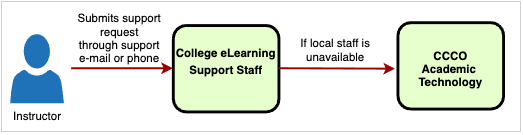 Submits support
request
through support
e-mail or phone
Instructor
College eLearning
Support Staff
If local staff is
unavailable
CCCO
Academic
Technology